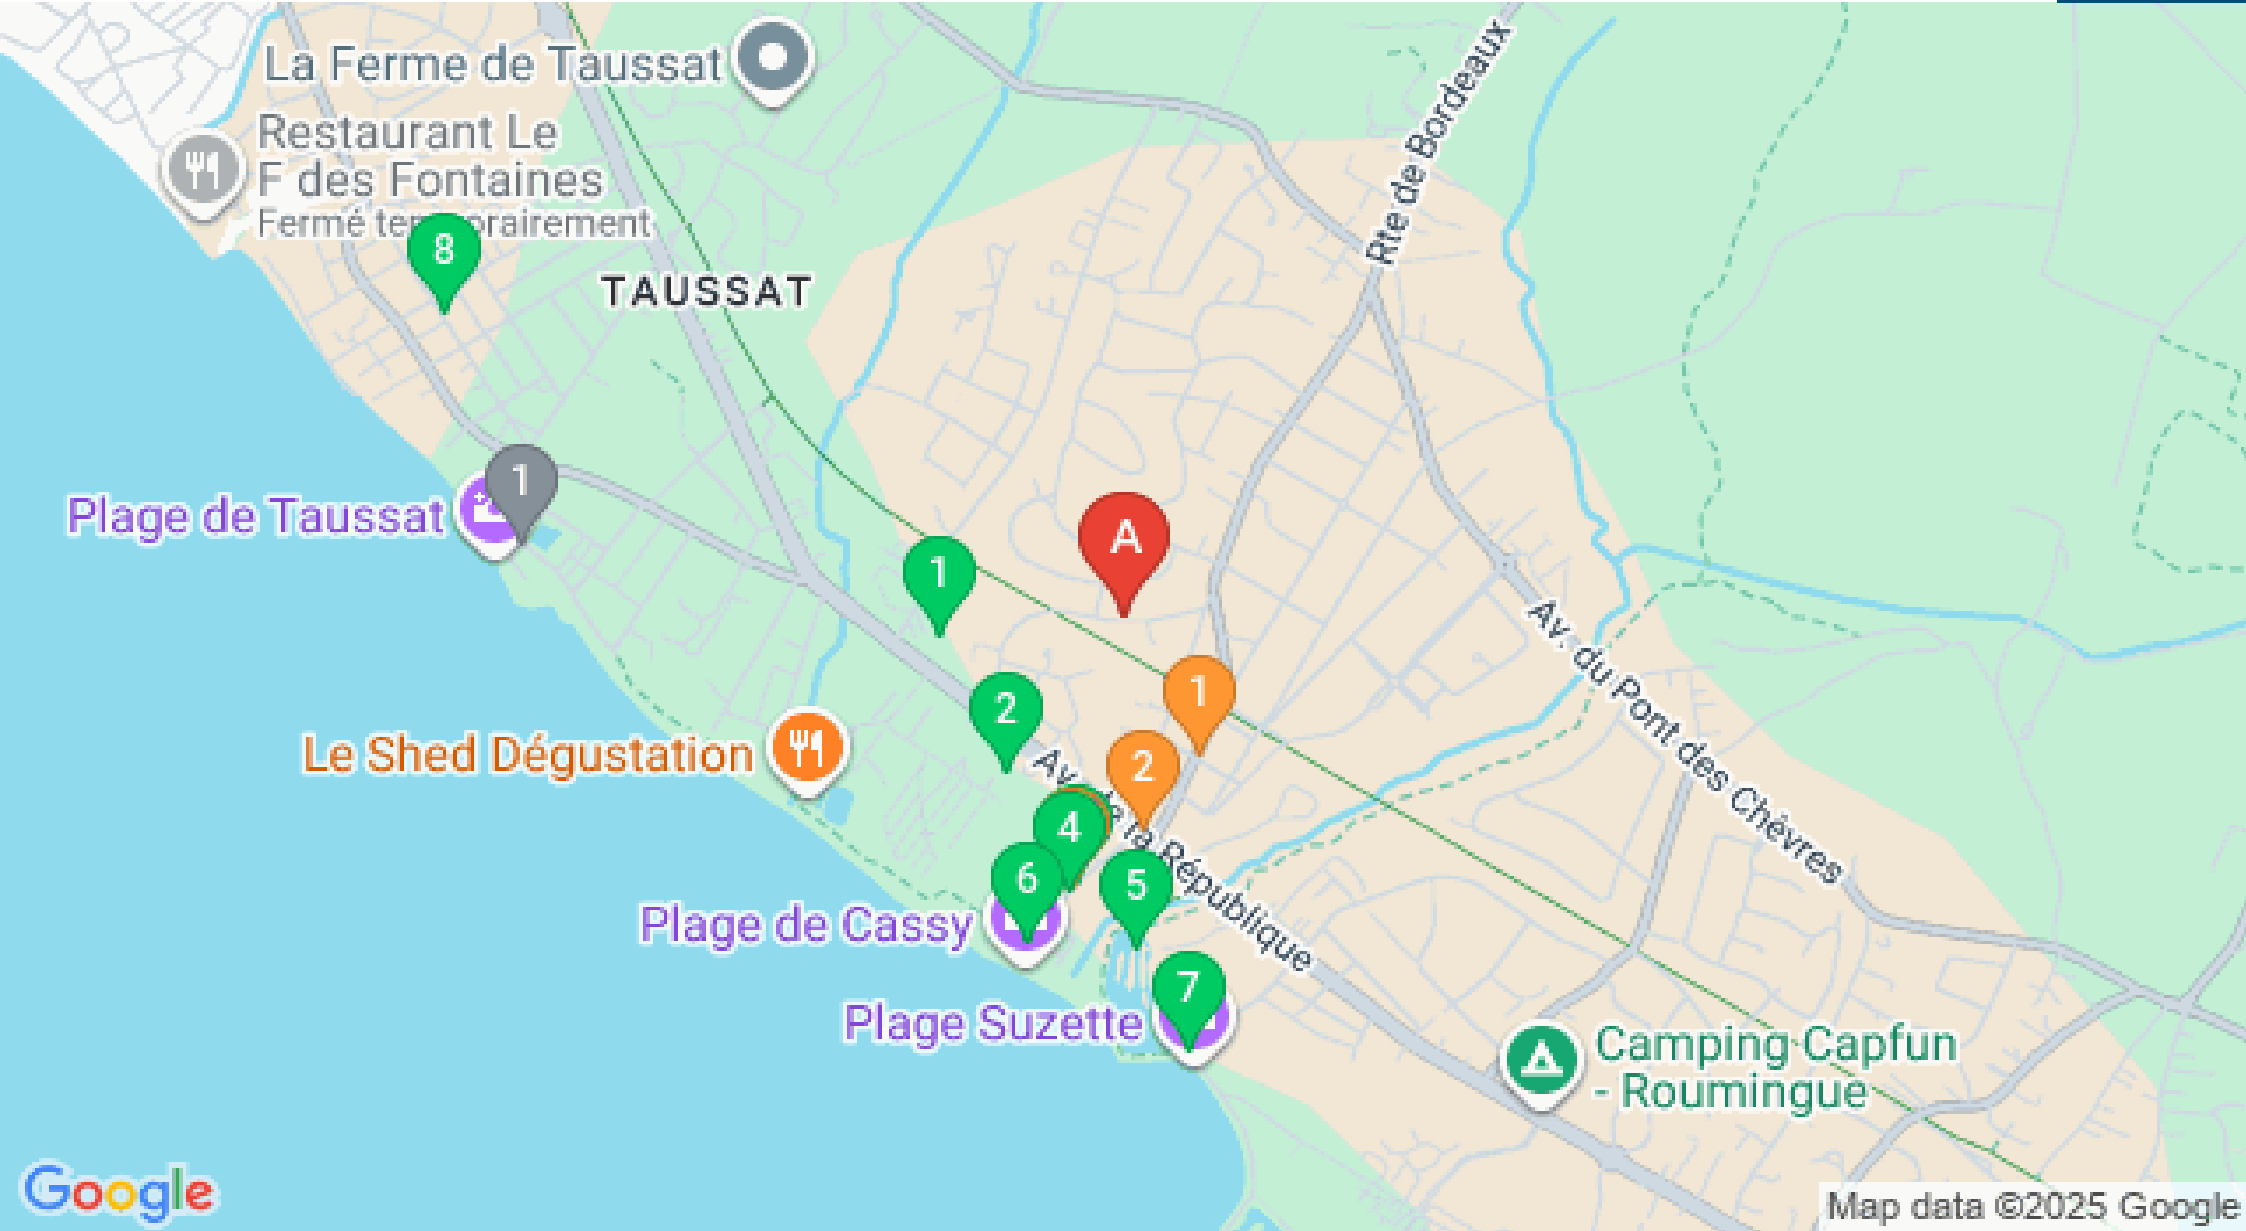 La Ferme de Taussat
Rte de Bordeaux
Restaurant Le
F des Fontaines
Fermé temporairement
8
TAUSSAT
1
Plage de Taussat
A
1
Av. du Pont des Chèvres
1
2
Le Shed Dégustation
2
Av. de la République
4
6
5
Plage de Cassy
7
Plage Suzette
Camping Capfun
- Roumingue
Google
Map data ©2025 Google